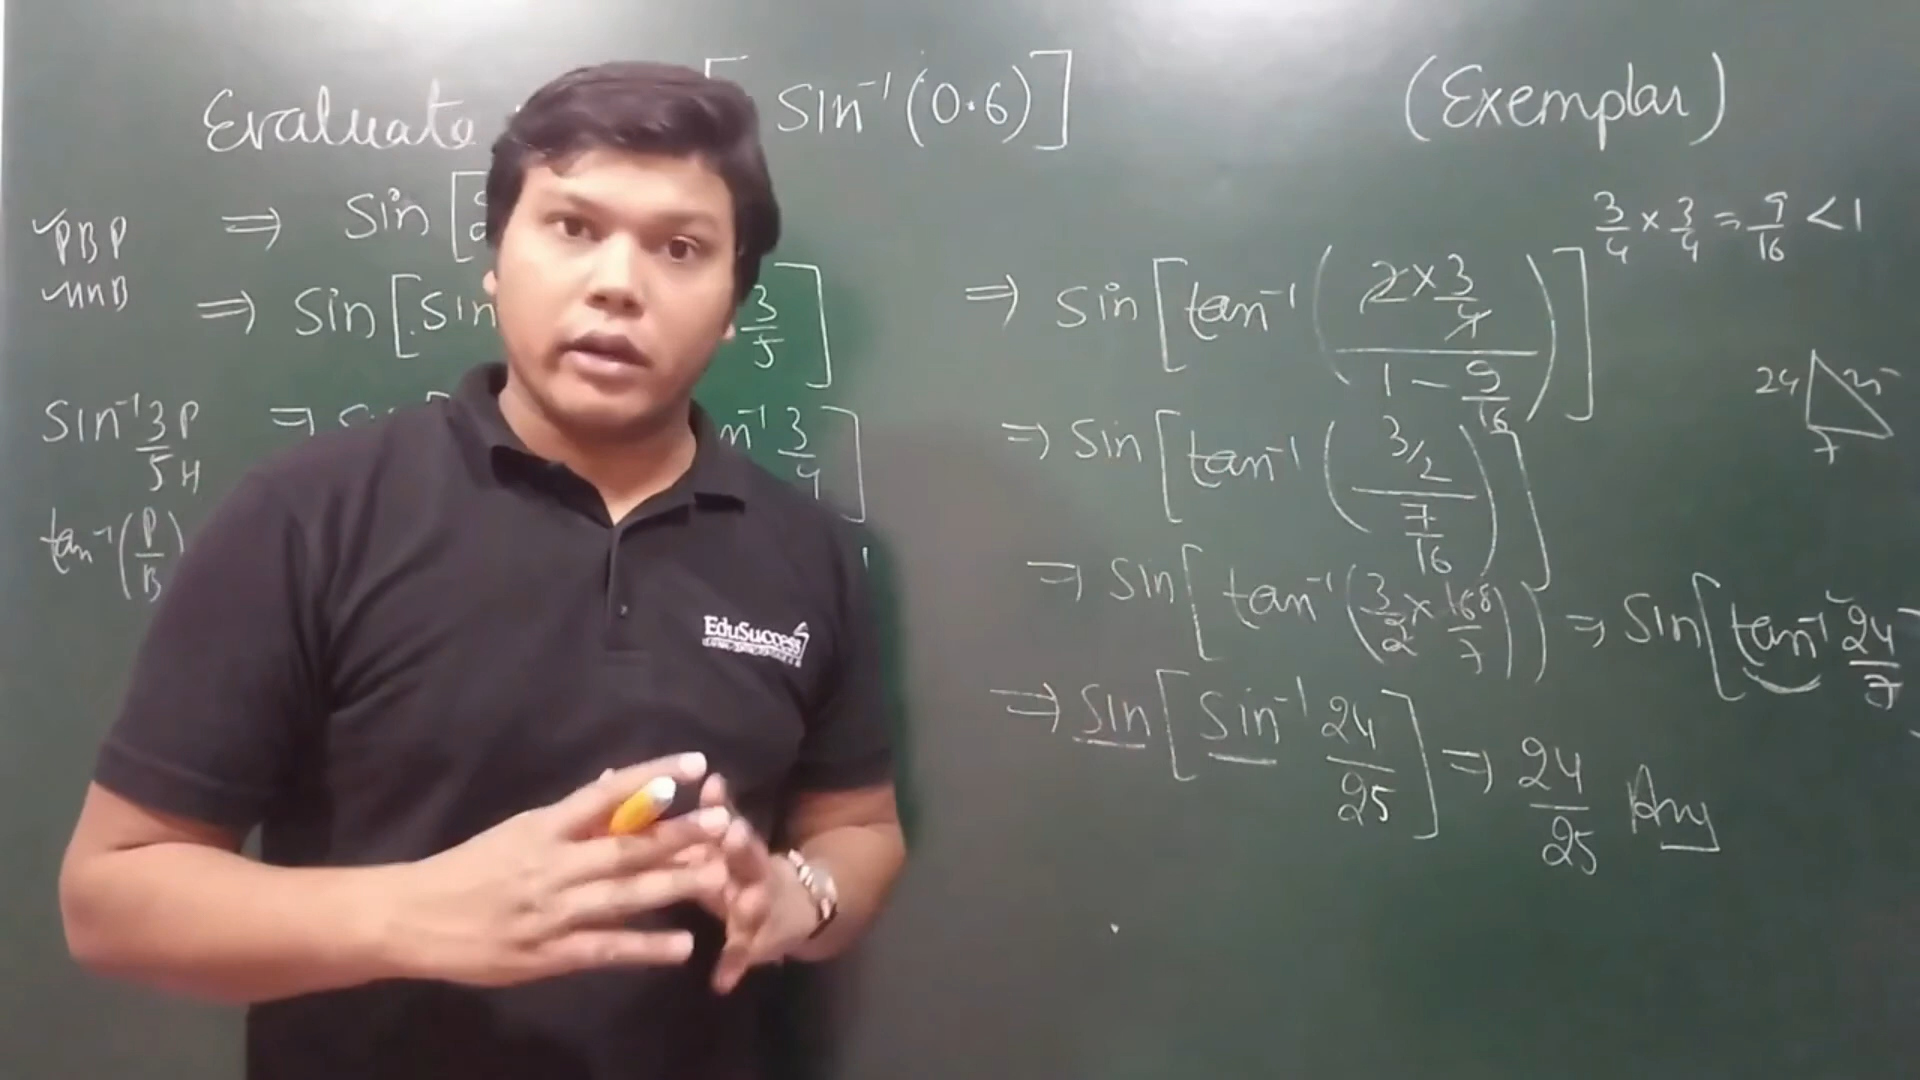 Evaluate [Sin⁻¹(0.6)]
(Exemplar)
PBP
HHB
⇒ Sin [
⇒ Sin [Sin 3/5]
Sin⁻¹ 3/5 P H
⇒ n⁻¹ 3/4]
tan⁻¹(P/B)
3/4 × 3/4 = 9/16 < 1
⇒ Sin [tan⁻¹ ((2×3/4)/(1 - 9/16))]
24 25
7
⇒ Sin [tan⁻¹ ((3/2)/(7/16))]
⇒ Sin [tan⁻¹ (3/2 × 16 8/7)] ⇒ Sin [tan⁻¹ 24/7
⇒ Sin [Sin⁻¹ 24/25] ⇒ 24/25 Ans
EduSuccess